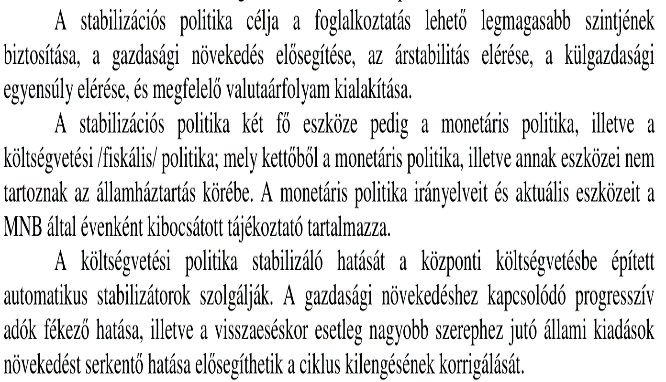 A stabilizációs politika célja a foglalkoztatás lehető legmagasabb szintjének
biztosítása, a gazdasági növekedés elősegítése, az árstabilitás elérése, a külgazdasági
egyensúly elérése, és megfelelő valutaárfolyam kialakítása.
A stabilizációs politika két fő eszköze pedig a monetáris politika, illetve a
költségvetési /fiskális/ politika; mely kettőből a monetáris politika, illetve annak eszközei nem
tartoznak az államháztartás körébe. A monetáris politika irányelveit és aktuális eszközeit a
MNB által évenként kibocsátott tájékoztató tartalmazza.
A költségvetési politika stabilizáló hatását a központi költségvetésbe épített
automatikus stabilizátorok szolgálják. A gazdasági növekedéshez kapcsolódó progresszív
adók fékező hatása, illetve a visszaeséskor esetleg nagyobb szerephez jutó állami kiadások
növekedést serkentő hatása elősegíthetik a ciklus kilengésének korrigálását.